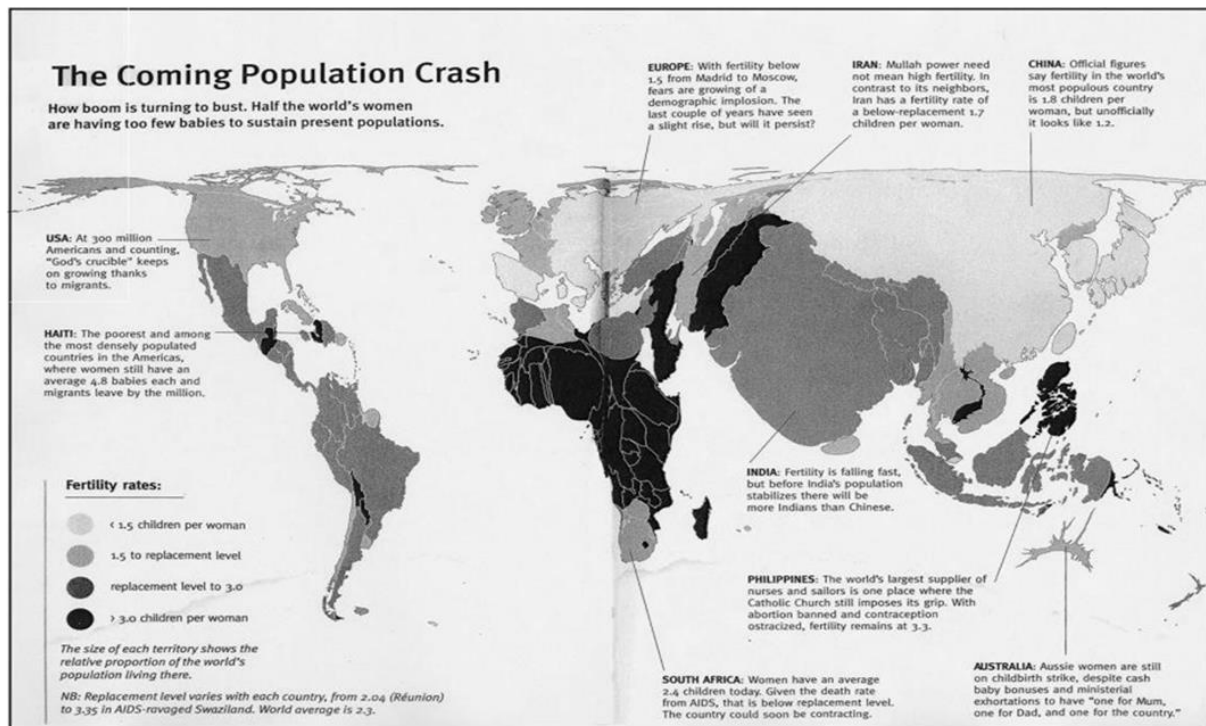 The Coming Population Crash
How boom is turning to bust. Half the world's women
are having too few babies to sustain present populations.
EUROPE: With fertility below
1.5 from Madrid to Moscow,
fears are growing of a
demographic implosion. The
last couple of years have seen
a slight rise, but will it persist?
IRAN: Mullah power need
not mean high fertility. In
contrast to its neighbors,
Iran has a fertility rate of
a below-replacement 1.7
children per woman.
CHINA: Official figures
say fertility in the world's
most populous country
is 1.8 children per
woman, but unofficially
it looks like 1.2.
USA: At 300 million
Americans and counting,
"God's crucible" keeps
on growing thanks
to migrants.
HAITI: The poorest and among
the most densely populated
countries in the Americas,
where women still have an
average 4.8 babies each and
migrants leave by the million.
INDIA: Fertility is falling fast,
but before India's population
stabilizes there will be
more Indians than Chinese.
Fertility rates:
< 1.5 children per woman
1.5 to replacement level
replacement level to 3.0
> 3.0 children per woman
The size of each territory shows the
relative proportion of the world's
population living there.
NB: Replacement level varies with each country, from 2.04 (Réunion)
to 3.35 in AIDS-ravaged Swaziland. World average is 2.3.
PHILIPPINES: The world's largest supplier of
nurses and sailors is one place where the
Catholic Church still imposes its grip. With
abortion banned and contraception
ostracized, fertility remains at 3.3.
SOUTH AFRICA: Women have an average
2.4 children today. Given the death rate
from AIDS, that is below replacement level.
The country could soon be contracting.
AUSTRALIA: Aussie women are still
on childbirth strike, despite cash
baby bonuses and ministerial
exhortations to have "one for Mum,
one for Dad, and one for the country."